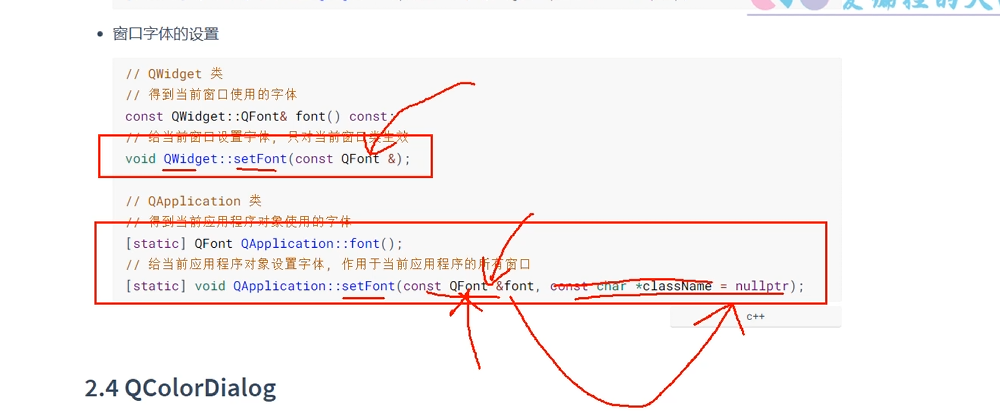 • 窗口字体的设置
// QWidget 类
// 得到当前窗口使用的字体
const QWidget::QFont& font() const;
// 给当前窗口设置字体, 只对当前窗口类生效
void QWidget::setFont(const QFont &);
// QApplication 类
// 得到当前应用程序对象使用的字体
[static] QFont QApplication::font();
// 给当前应用程序对象设置字体, 作用于当前应用程序的所有窗口
[static] void QApplication::setFont(const QFont &font, const char *className = nullptr);
c++
2.4 QColorDialog